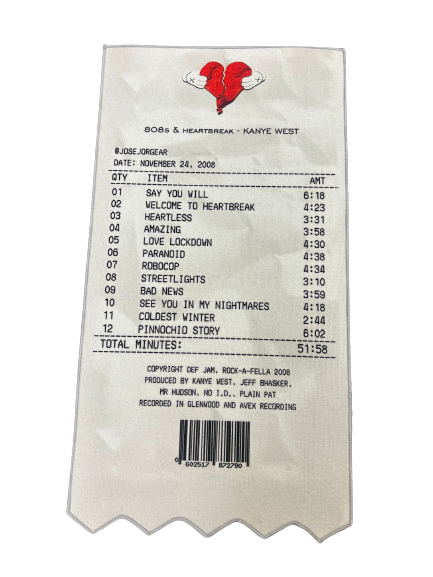 808s & HEARTBREAK - KANYE WEST
@JOSEJORGEAR
DATE: NOVEMBER 24, 2008
QTY ITEM AMT
01 SAY YOU WILL 6:18
02 WELCOME TO HEARTBREAK 4:23
03 HEARTLESS 3:31
04 AMAZING 3:58
05 LOVE LOCKDOWN 4:30
06 PARANOID 4:38
07 ROBOCOP 4:34
08 STREETLIGHTS 3:10
09 BAD NEWS 3:59
10 SEE YOU IN MY NIGHTMARES 4:18
11 COLDEST WINTER 2:44
12 PINNOCHIO STORY 6:02
TOTAL MINUTES: 51:58
COPYRIGHT DEF JAM, ROCK-A-FELLA 2008
PRODUCED BY KANYE WEST, JEFF BHASKER,
MR HUDSON, NO I.D., PLAIN PAT
RECORDED IN GLENWOOD AND AVEX RECORDING
0 602517 872790